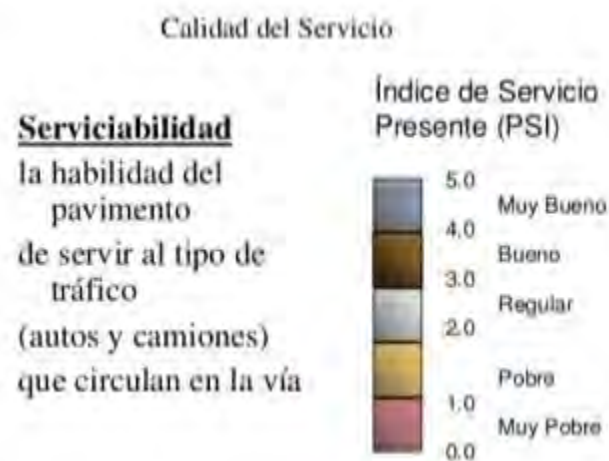 Calidad del Servicio
Serviciabilidad
la habilidad del
pavimento
de servir al tipo de
tráfico
(autos y camiones)
que circulan en la vía
Índice de Servicio
Presente (PSI)
5.0
Muy Bueno
4.0
Bueno
3.0
Regular
2.0
Pobre
1.0
Muy Pobre
0.0